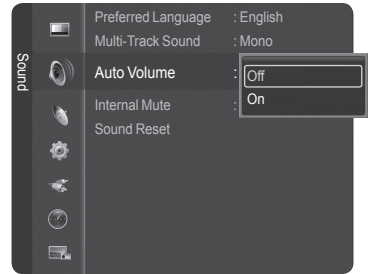 Sound
Preferred Language : English
Multi-Track Sound : Mono
Auto Volume :
Off
On
Internal Mute :
Sound Reset